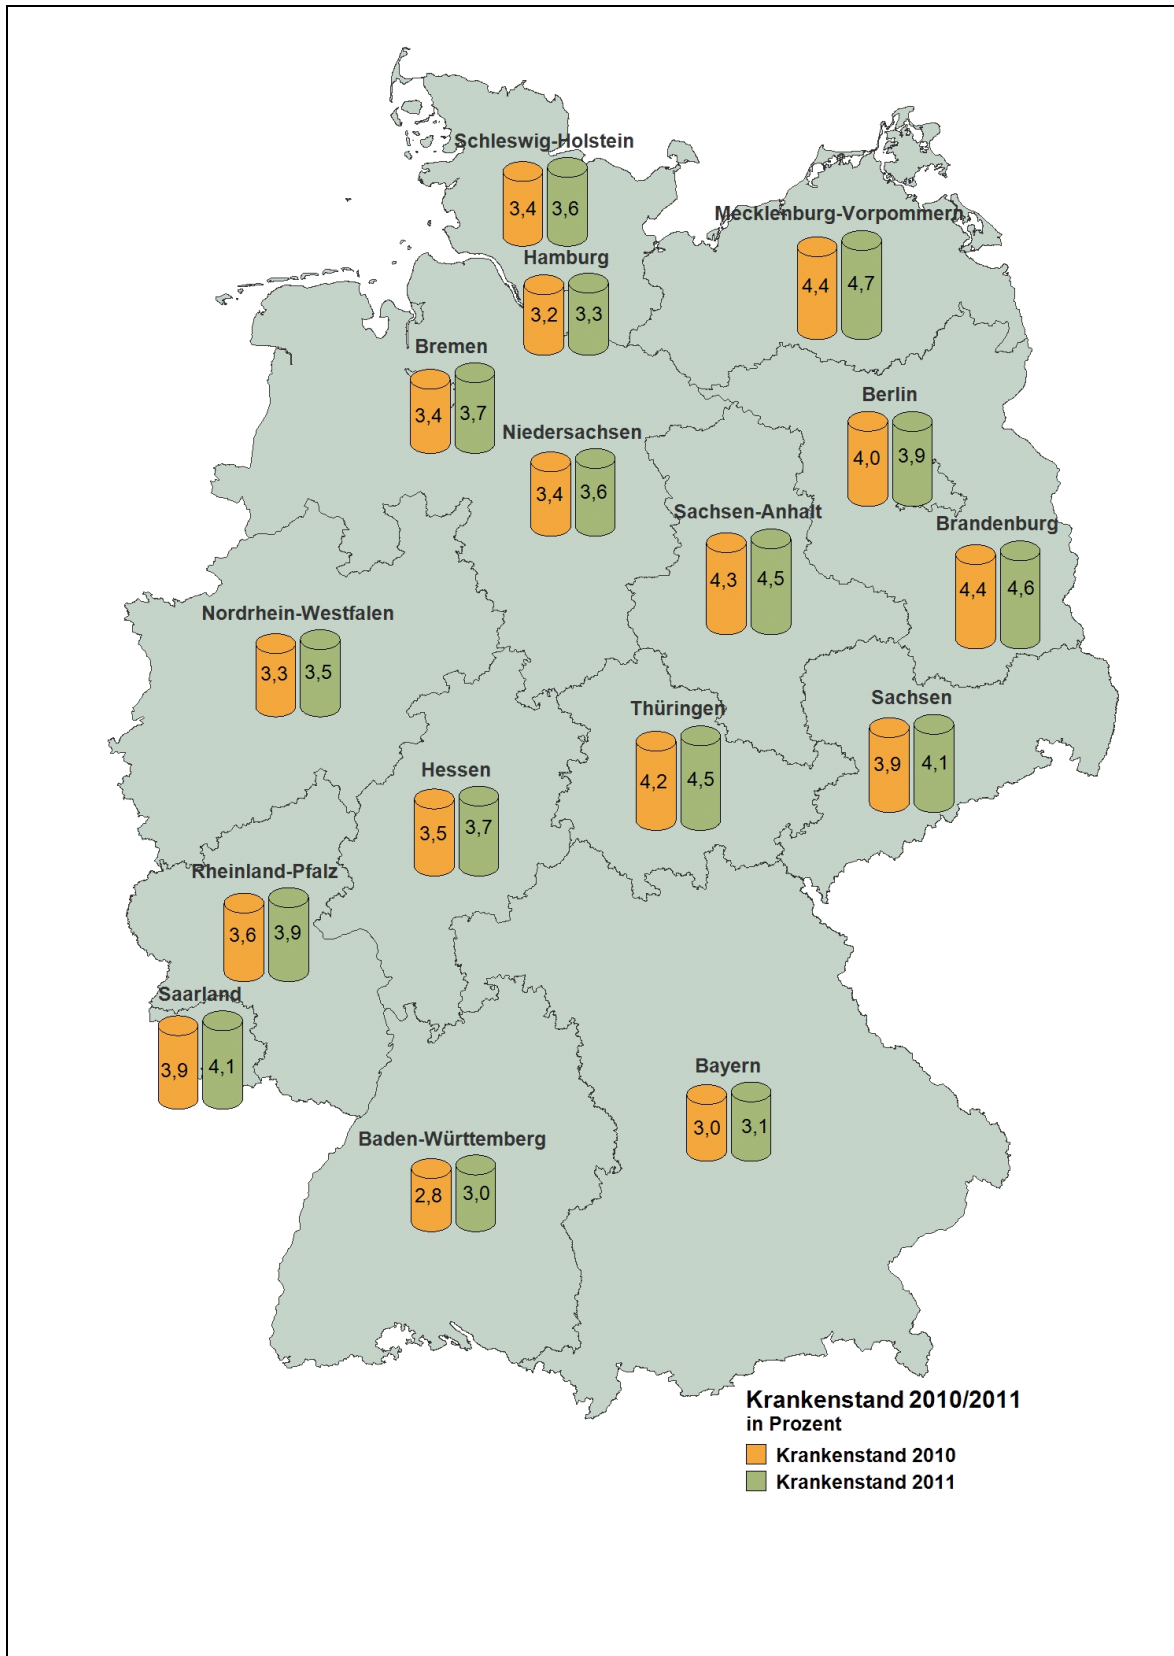 Schleswig-Holstein
3,4 3,6
Mecklenburg-Vorpommern
4,4 4,7
Hamburg
3,2 3,3
Bremen
3,4 3,7
Berlin
4,0 3,9
Niedersachsen
3,4 3,6
Sachsen-Anhalt
4,3 4,5
Brandenburg
4,4 4,6
Nordrhein-Westfalen
3,3 3,5
Sachsen
3,9 4,1
Thüringen
4,2 4,5
Hessen
3,5 3,7
Rheinland-Pfalz
3,6 3,9
Saarland
3,9 4,1
Bayern
3,0 3,1
Baden-Württemberg
2,8 3,0
Krankenstand 2010/2011
in Prozent
Krankenstand 2010
Krankenstand 2011